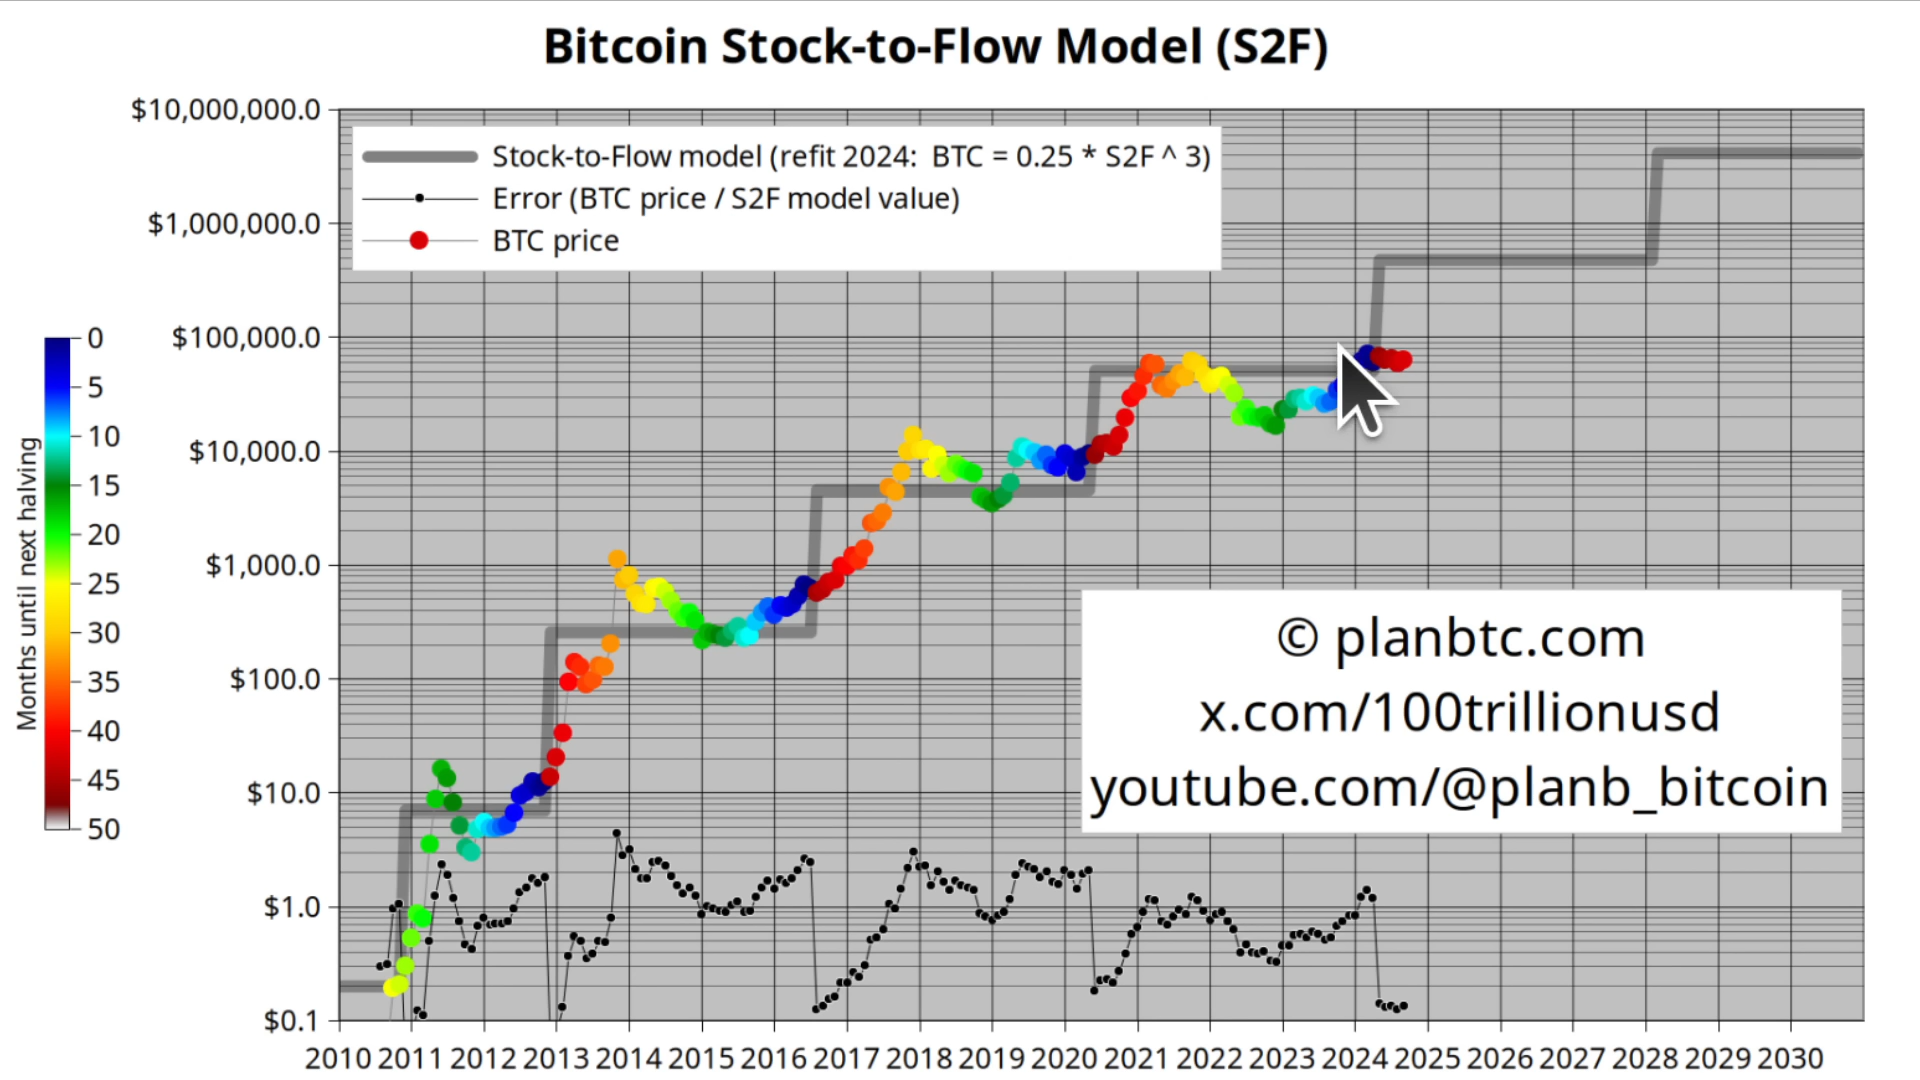 Bitcoin Stock-to-Flow Model (S2F)
$10,000,000.0
$1,000,000.0
$100,000.0
$10,000.0
$1,000.0
$100.0
$10.0
$1.0
$0.1
Stock-to-Flow model (refit 2024:  BTC = 0.25 * S2F ^ 3)
Error (BTC price / S2F model value)
BTC price
Months until next halving
0
5
10
15
20
25
30
35
40
45
50
© planbtc.com
x.com/100trillionusd
youtube.com/@planb_bitcoin
2010 2011 2012 2013 2014 2015 2016 2017 2018 2019 2020 2021 2022 2023 2024 2025 2026 2027 2028 2029 2030